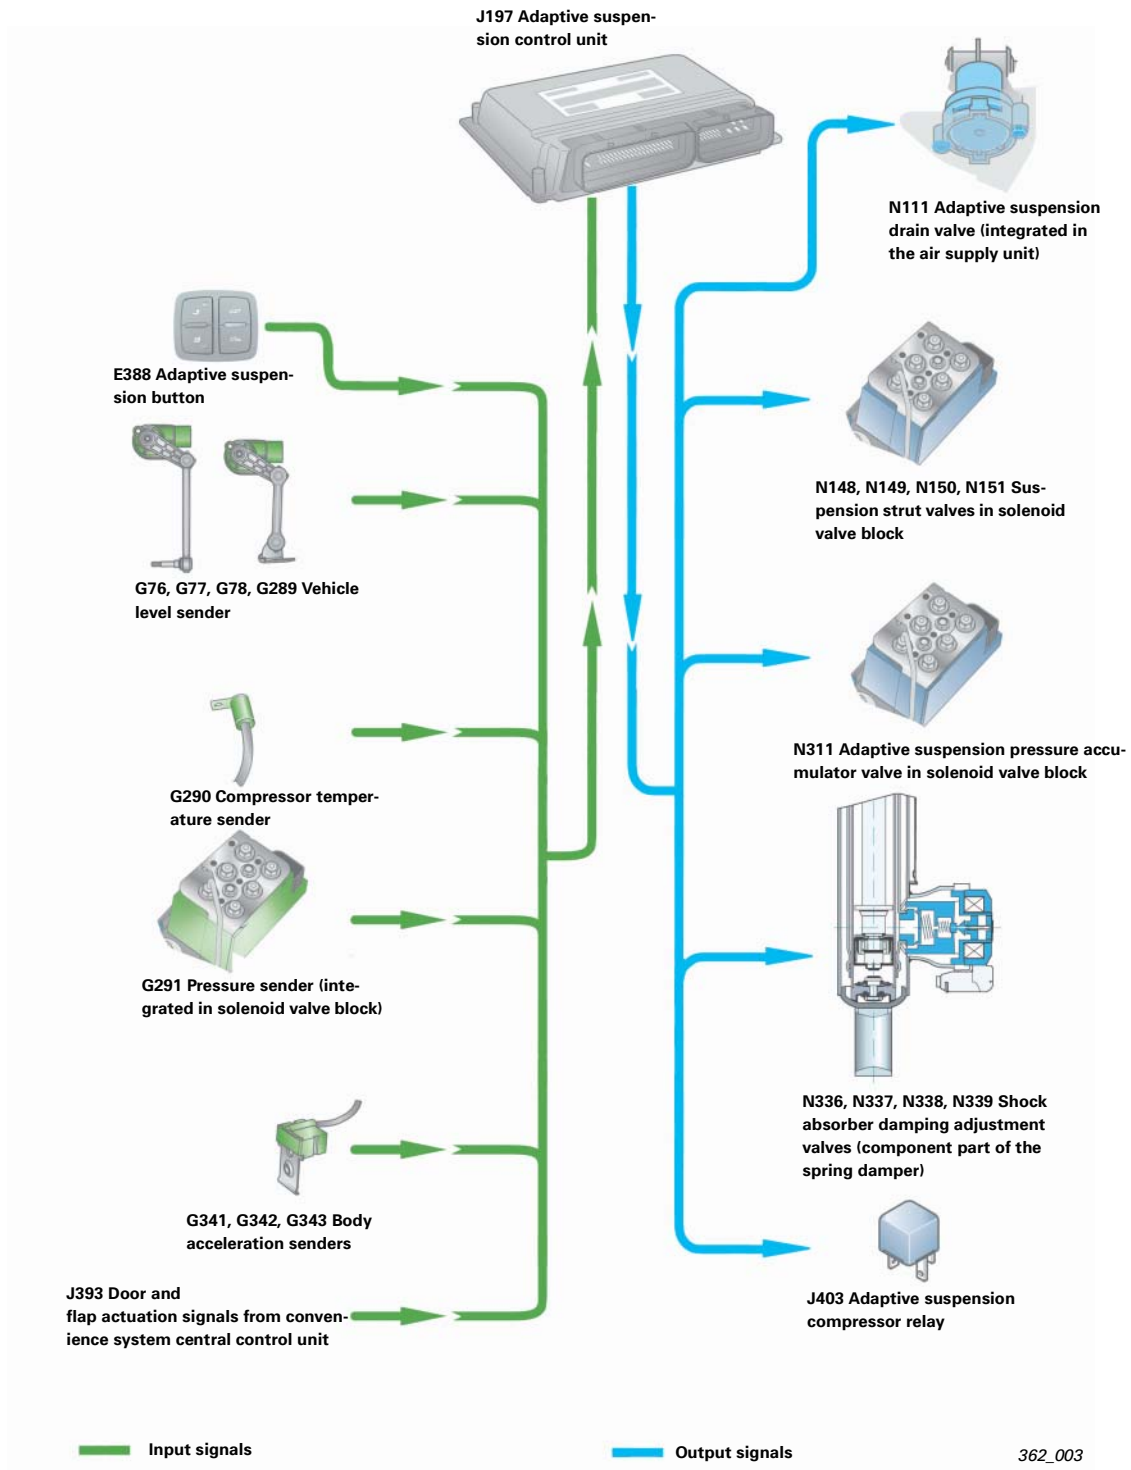 J197 Adaptive suspen-
sion control unit
N111 Adaptive suspension
drain valve (integrated in
the air supply unit)
E388 Adaptive suspen-
sion button
N148, N149, N150, N151 Sus-
pension strut valves in solenoid
valve block
G76, G77, G78, G289 Vehicle
level sender
N311 Adaptive suspension pressure accu-
mulator valve in solenoid valve block
G290 Compressor temper-
ature sender
G291 Pressure sender (inte-
grated in solenoid valve block)
N336, N337, N338, N339 Shock
absorber damping adjustment
valves (component part of the
spring damper)
G341, G342, G343 Body
acceleration senders
J393 Door and
flap actuation signals from conven-
ience system central control unit
J403 Adaptive suspension
compressor relay
Input signals
Output signals
362_003